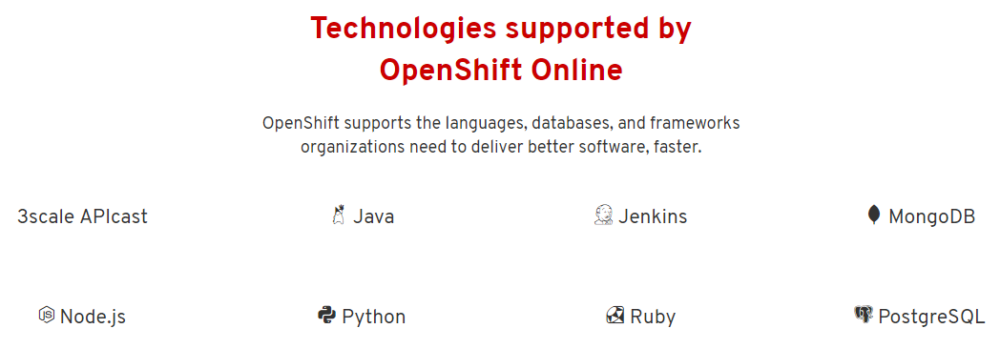 Technologies supported by
OpenShift Online
OpenShift supports the languages, databases, and frameworks
organizations need to deliver better software, faster.
3scale APIcast
Java
Jenkins
MongoDB
Node.js
Python
Ruby
PostgreSQL